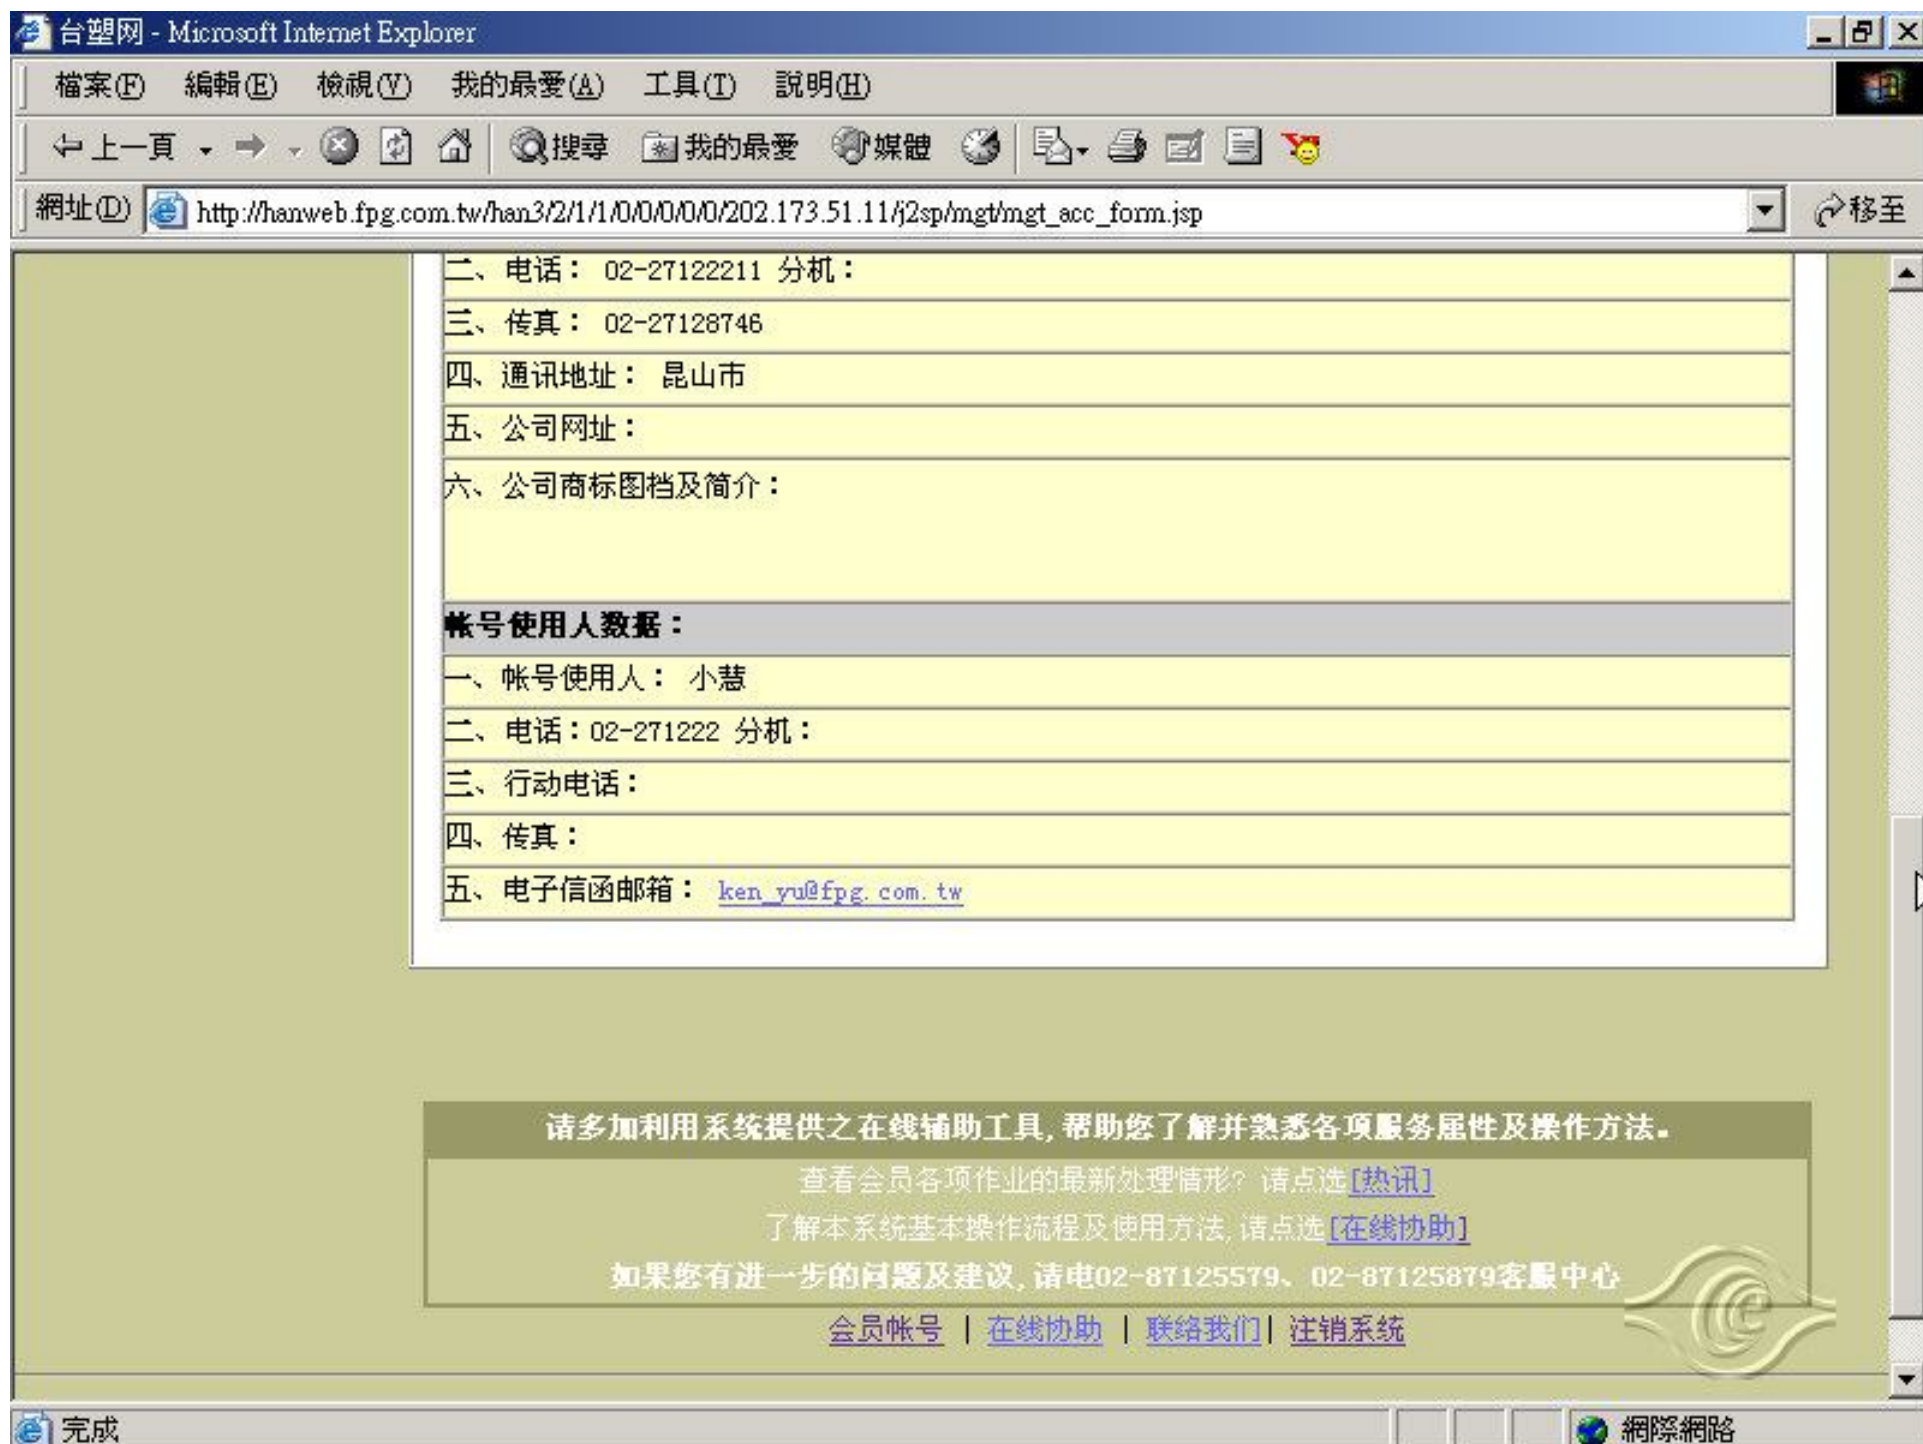 台塑网 - Microsoft Internet Explorer
檔案(F) 編輯(E) 檢視(V) 我的最愛(A) 工具(T) 説明(H)
上一頁 搜尋 我的最愛 媒體
網址(D) http://hanweb.fpg.com.tw/han3/2/1/1/0/0/0/0/0/202.173.51.11/j2sp/mgt/mgt_acc_form.jsp 移至
二、电话： 02-27122211 分机：
三、传真： 02-27128746
四、通讯地址： 昆山市
五、公司网址：
六、公司商标图档及简介：
帐号使用人数据：
一、帐号使用人： 小慧
二、电话：02-271222 分机：
三、行动电话：
四、传真：
五、电子信函邮箱： ken_yu@fpg.com.tw
请多加利用系统提供之在线辅助工具,帮助您了解并熟悉各项服务属性及操作方法。
查看会员各项作业的最新处理情形? 请点选[热讯]
了解本系统基本操作流程及使用方法,请点选[在线协助]
如果您有进一步的问题及建议,请电02-87125579、02-87125879客服中心
会员帐号 | 在线协助 | 联络我们| 注销系统
完成 網際網路